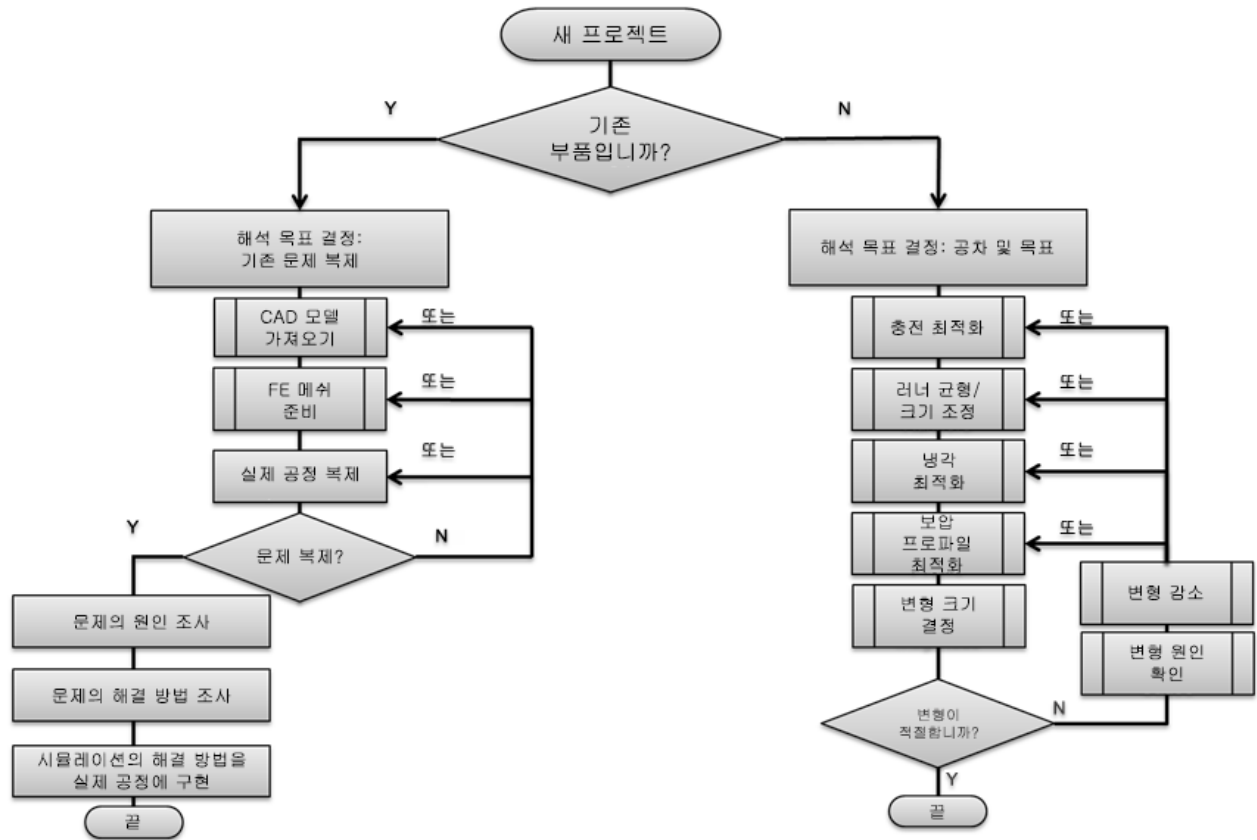 새 프로젝트
Y
N
기존
부품입니까?
해석 목표 결정:
기존 문제 복제
CAD 모델
가져오기
또는
FE 메쉬
준비
또는
실제 공정 복제
또는
Y
N
문제 복제?
문제의 원인 조사
문제의 해결 방법 조사
시뮬레이션의 해결 방법을
실제 공정에 구현
끝
해석 목표 결정: 공차 및 목표
충전 최적화
또는
러너 균형/
크기 조정
또는
냉각
최적화
또는
보압
프로파일
최적화
또는
변형 크기
결정
변형 감소
변형 원인
확인
변형이
적절합니까?
N
Y
끝